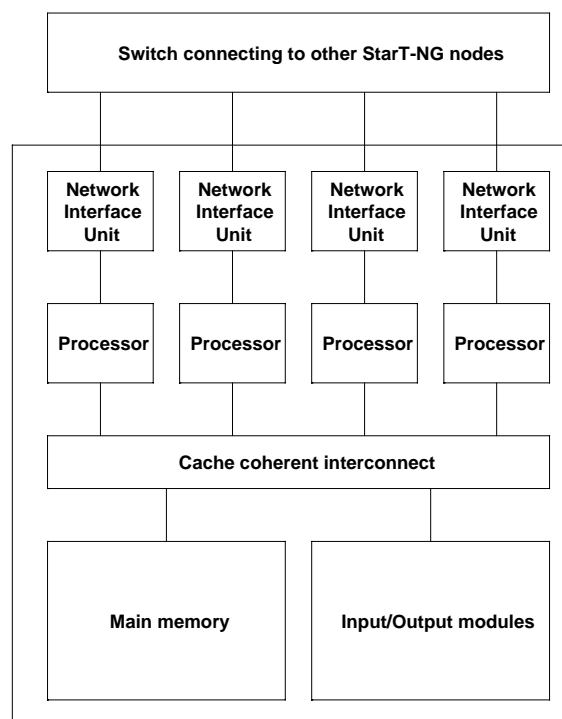 Switch connecting to other StarT-NG nodes
Network
Interface
Unit
Network
Interface
Unit
Network
Interface
Unit
Network
Interface
Unit
Processor
Processor
Processor
Processor
Cache coherent interconnect
Main memory
Input/Output modules